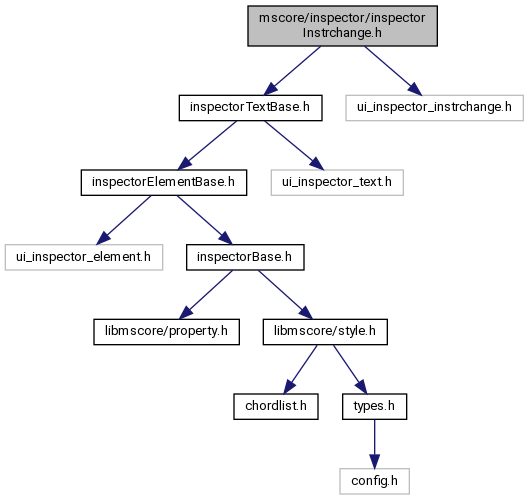 mscore/inspector/inspector
Instrchange.h
inspectorTextBase.h
ui_inspector_instrchange.h
inspectorElementBase.h
ui_inspector_text.h
ui_inspector_element.h
inspectorBase.h
libmscore/property.h
libmscore/style.h
chordlist.h
types.h
config.h